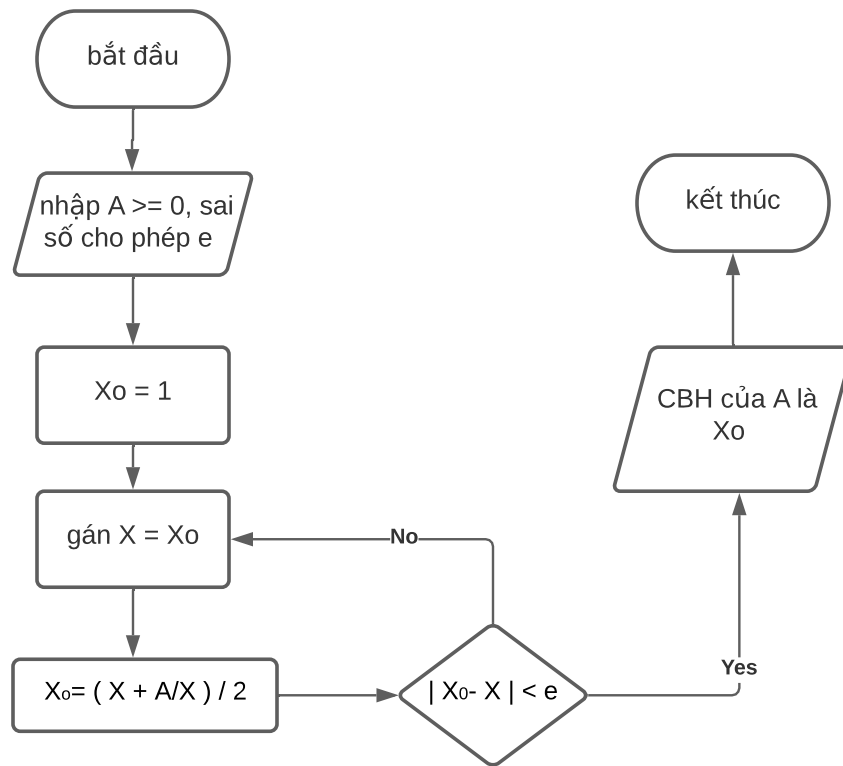 bắt đầu
nhập A >= 0, sai
số cho phép e
Xo = 1
gán X = Xo
Xo= ( X + A/X ) / 2
| X0- X | < e
No
Yes
CBH của A là
Xo
kết thúc